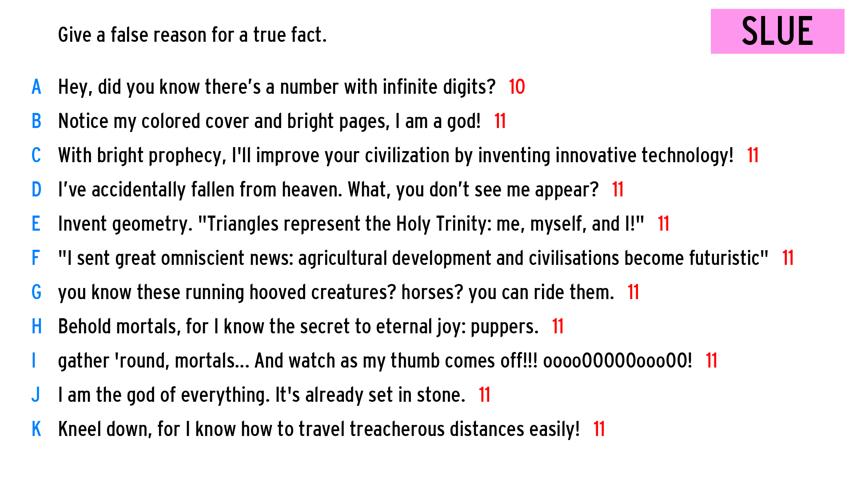 Give a false reason for a true fact.
SLUE
A Hey, did you know there's a number with infinite digits? 10
B Notice my colored cover and bright pages, I am a god! 11
C With bright prophecy, I'll improve your civilization by inventing innovative technology! 11
D I've accidentally fallen from heaven. What, you don't see me appear? 11
E Invent geometry. "Triangles represent the Holy Trinity: me, myself, and I!" 11
F "I sent great omniscient news: agricultural development and civilisations become futuristic" 11
G you know these running hooved creatures? horses? you can ride them. 11
H Behold mortals, for I know the secret to eternal joy: puppers. 11
I gather 'round, mortals... And watch as my thumb comes off!!! ooooOOOOOoooOO! 11
J I am the god of everything. It's already set in stone. 11
K Kneel down, for I know how to travel treacherous distances easily! 11